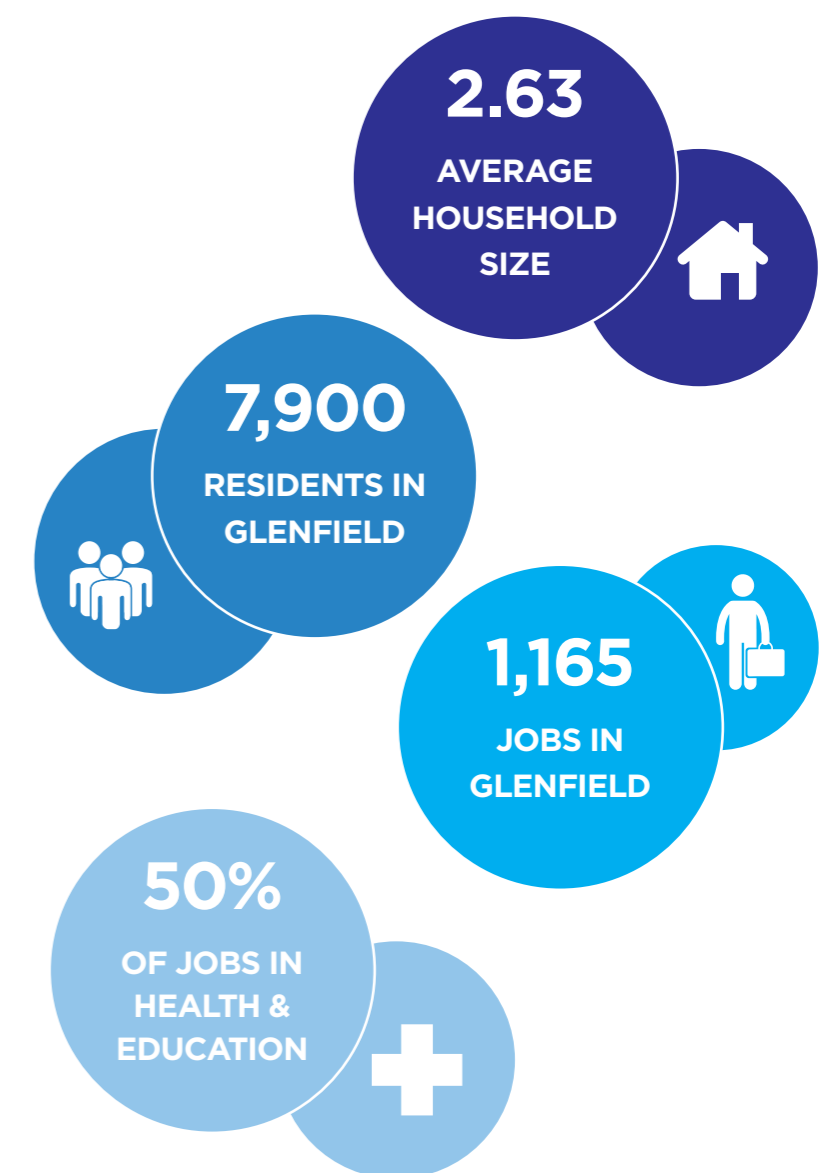 2.63
AVERAGE
HOUSEHOLD
SIZE
7,900
RESIDENTS IN
GLENFIELD
1,165
JOBS IN
GLENFIELD
50%
OF JOBS IN
HEALTH &
EDUCATION